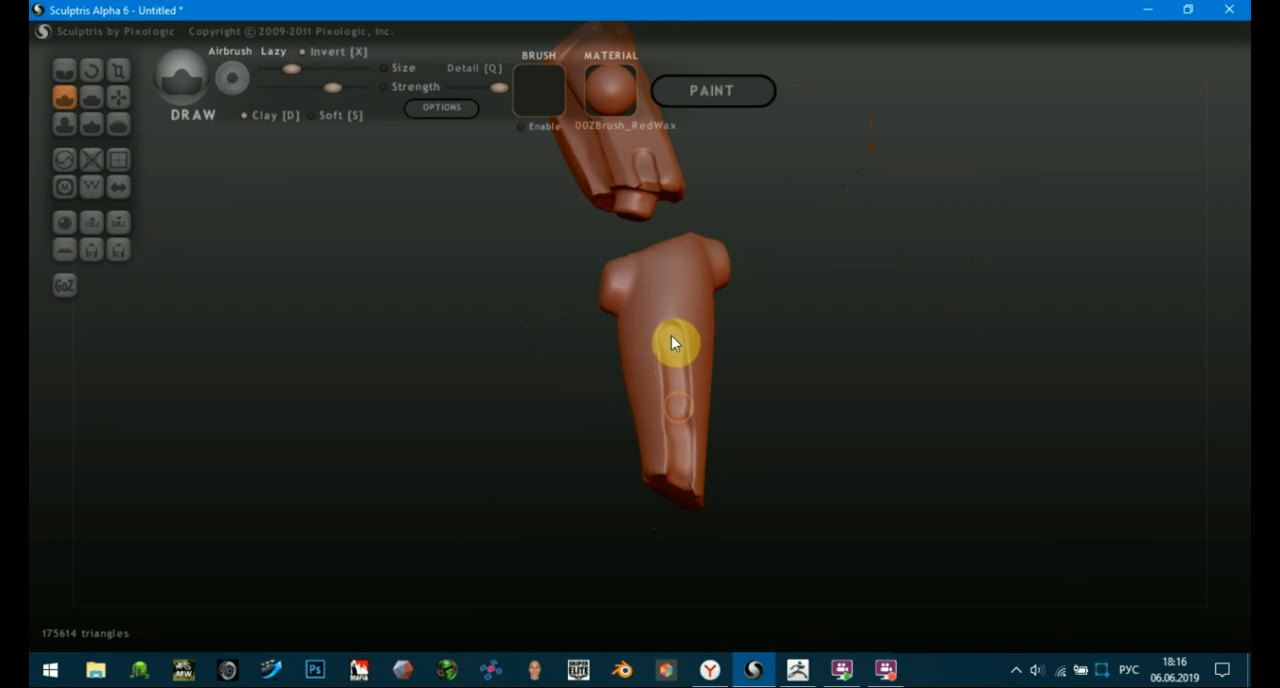 Sculptris Alpha 6 - Untitled *
Sculptris by Pixologic Copyright © 2009-2011 Pixologic, Inc.
Airbrush Lazy Invert [X]
Size Detail [Q]
Strength
OPTIONS
DRAW Clay [D] Soft [S]
BRUSH
Enable
MATERIAL
00ZBrush_RedWax
PAINT
GoZ
175614 triangles
Ps
РУС
18:16
06.06.2019